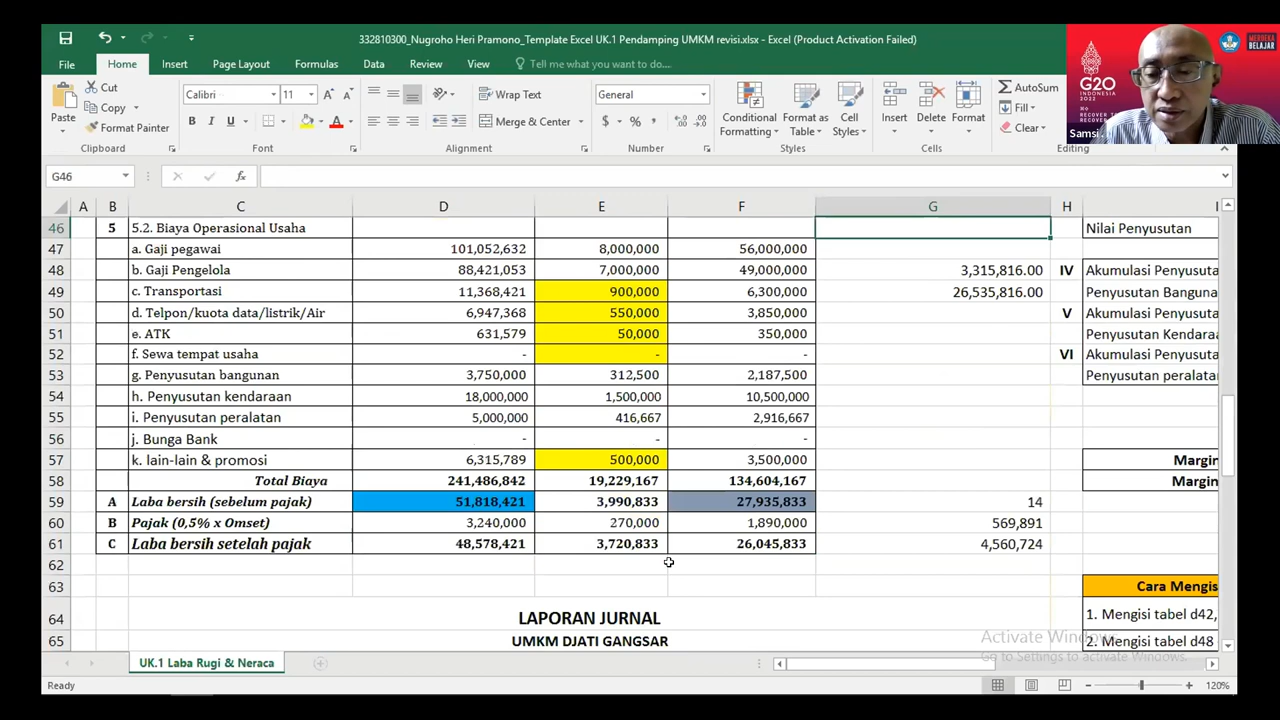 332810300_Nugroho Heri Pramono_Template Excel UK.1 Pendamping UMKM revisi.xlsx - Excel (Product Activation Failed)
File Home Insert Page Layout Formulas Data Review View Tell me what you want to do...
G20
INDONESIA
2022
MERDEKA
BELAJAR
Samsi
Paste
Cut
Copy
Format Painter
Clipboard
Calibri 11
B I U
Font
Wrap Text
Merge & Center
Alignment
General
$ %
Number
Conditional Formatting
Format as Table
Cell Styles
Styles
Insert Delete Format
Cells
AutoSum
Fill
Clear
Editing
G46
A B C D E F G H I
46 5 5.2. Biaya Operasional Usaha Nilai Penyusutan
47 a. Gaji pegawai 101,052,632 8,000,000 56,000,000
48 b. Gaji Pengelola 88,421,053 7,000,000 49,000,000 3,315,816.00 IV Akumulasi Penyusuta
49 c. Transportasi 11,368,421 900,000 6,300,000 26,535,816.00 Penyusutan Banguna
50 d. Telpon/kuota data/listrik/Air 6,947,368 550,000 3,850,000 V Akumulasi Penyusuta
51 e. ATK 631,579 50,000 350,000 Penyusutan Kendaraa
52 f. Sewa tempat usaha - - - VI Akumulasi Penyusuta
53 g. Penyusutan bangunan 3,750,000 312,500 2,187,500 Penyusutan peralatan
54 h. Penyusutan kendaraan 18,000,000 1,500,000 10,500,000
55 i. Penyusutan peralatan 5,000,000 416,667 2,916,667
56 j. Bunga Bank - - -
57 k. lain-lain & promosi 6,315,789 500,000 3,500,000 Margin
58 Total Biaya 241,486,842 19,229,167 134,604,167 Margin
59 A Laba bersih (sebelum pajak) 51,818,421 3,990,833 27,935,833 14
60 B Pajak (0,5% x Omset) 3,240,000 270,000 1,890,000 569,891
61 C Laba bersih setelah pajak 48,578,421 3,720,833 26,045,833 4,560,724
62
63 Cara Mengis
64 LAPORAN JURNAL 1. Mengisi tabel d42,
65 UMKM DJATI GANGSAR 2. Mengisi tabel d48
Activate Windows
Go to Settings to activate Windows.
UK.1 Laba Rugi & Neraca
Ready 120%